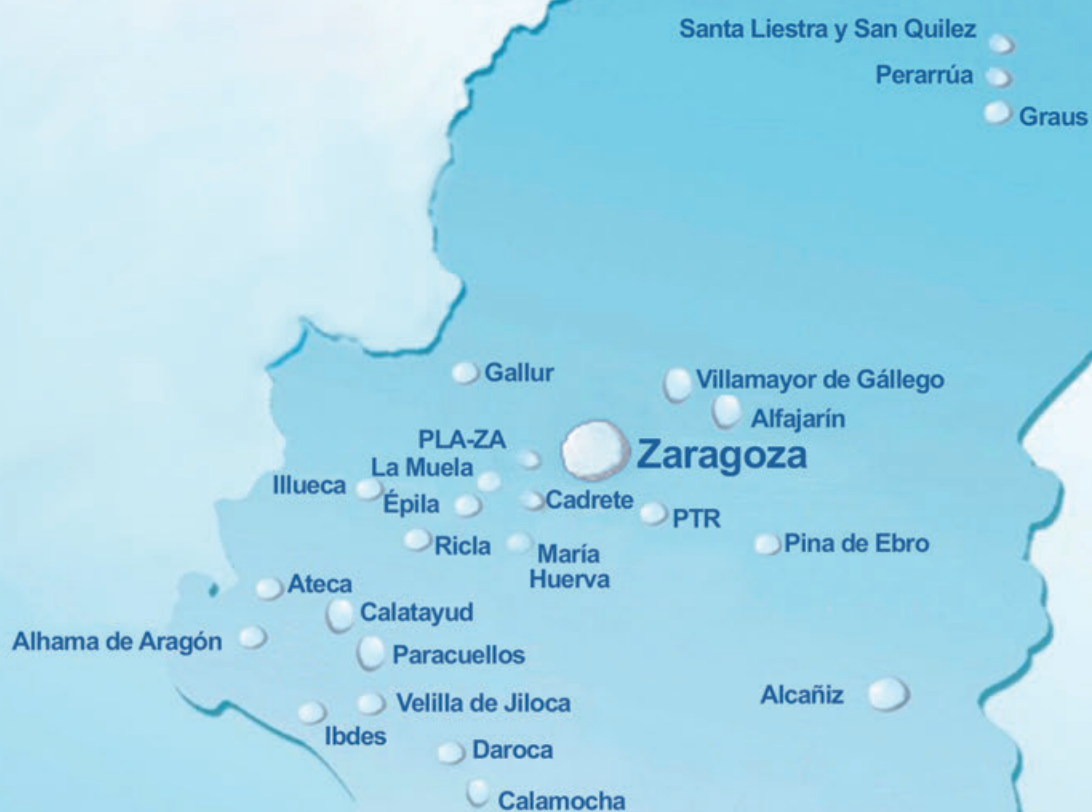 Santa Liestra y San Quilez
Perarrúa
Graus
Gallur
Villamayor de Gállego
Alfajarín
PLA-ZA
Zaragoza
La Muela
Illueca
Épila
Cadrete
PTR
Ricla
María
Huerva
Pina de Ebro
Ateca
Calatayud
Alhama de Aragón
Paracuellos
Velilla de Jiloca
Alcañiz
Ibdes
Daroca
Calamocha